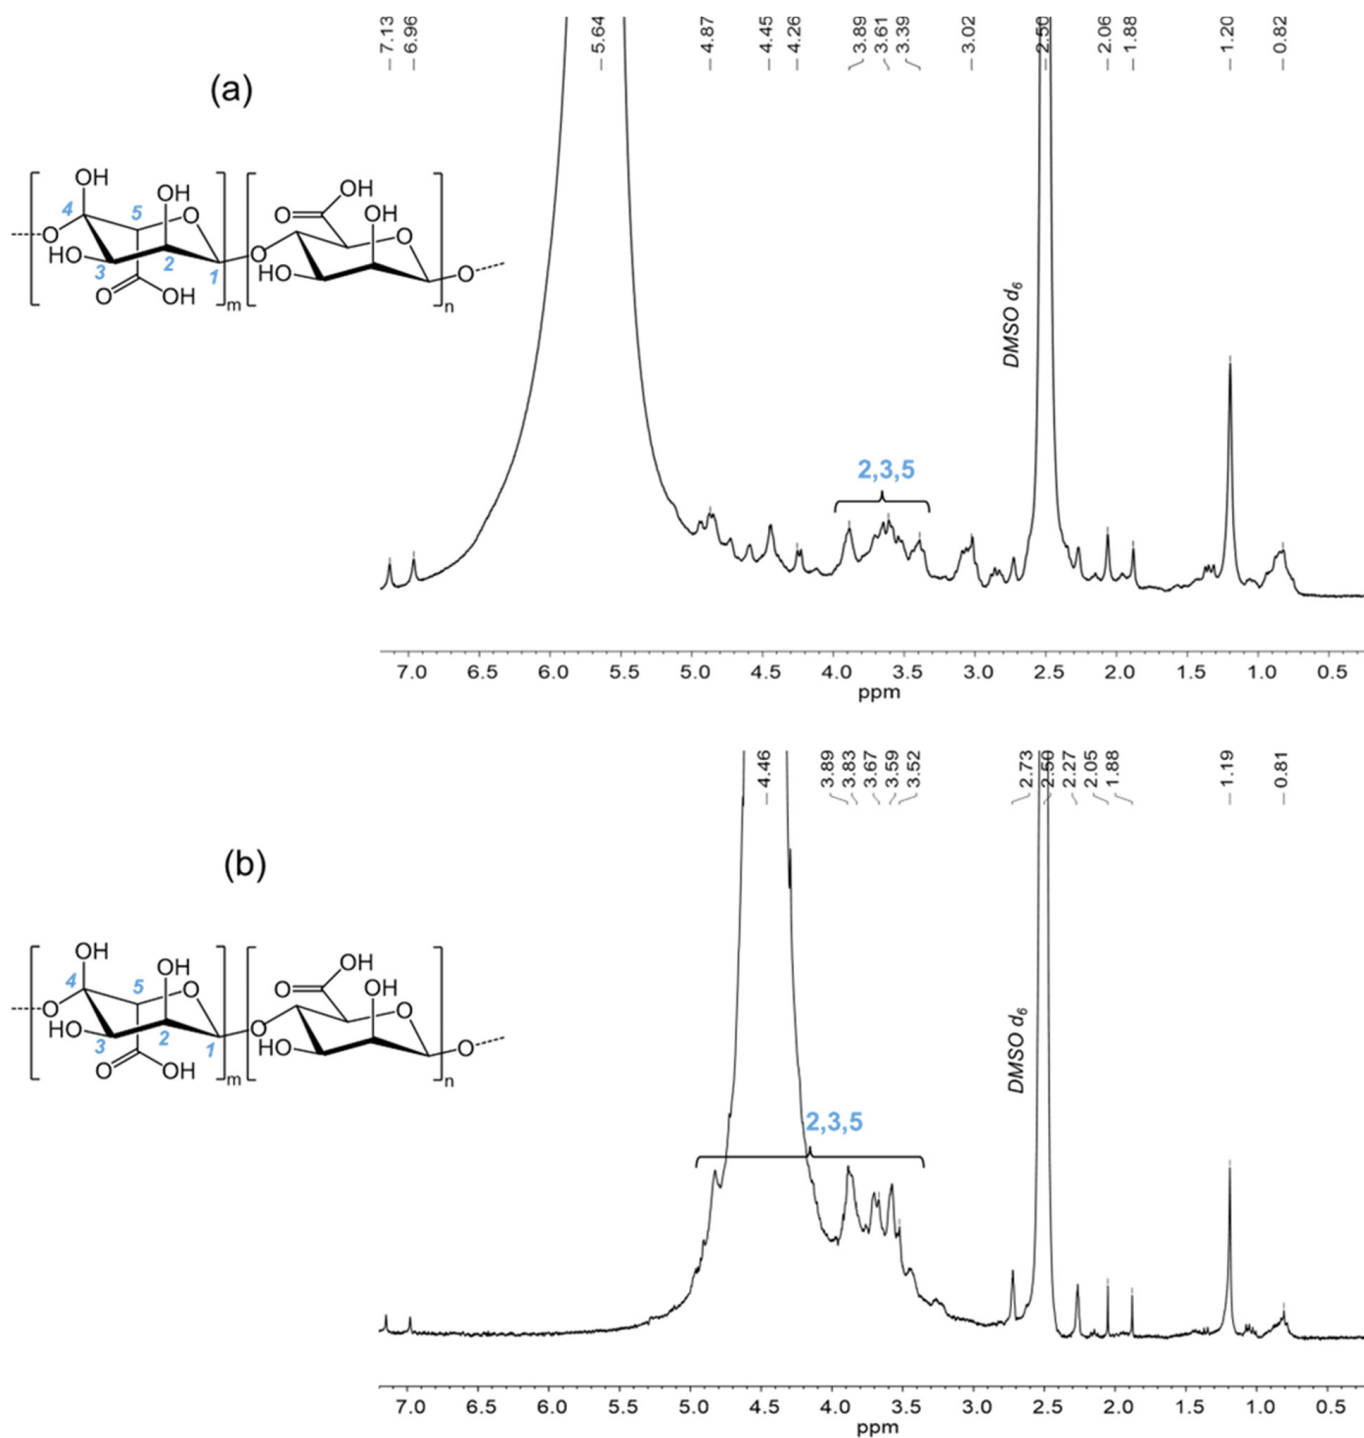 7.13
6.96
5.64
4.87
4.45
4.26
3.89
3.61
3.39
3.02
2.50
2.06
1.88
1.20
0.82
(a)
OH
OH
4
5
O
O
HO
3
2
1
O
OH
m
O
O
OH
OH
O
HO
O
n
DMSO d6
2,3,5
7.0 6.5 6.0 5.5 5.0 4.5 4.0 3.5 3.0 2.5 2.0 1.5 1.0 0.5
ppm
4.46
3.89
3.83
3.67
3.59
3.52
2.73
2.50
2.27
2.05
1.88
1.19
0.81
(b)
OH
OH
4
5
O
O
HO
3
2
1
O
OH
m
O
O
OH
OH
O
HO
O
n
DMSO d6
2,3,5
7.0 6.5 6.0 5.5 5.0 4.5 4.0 3.5 3.0 2.5 2.0 1.5 1.0 0.5
ppm